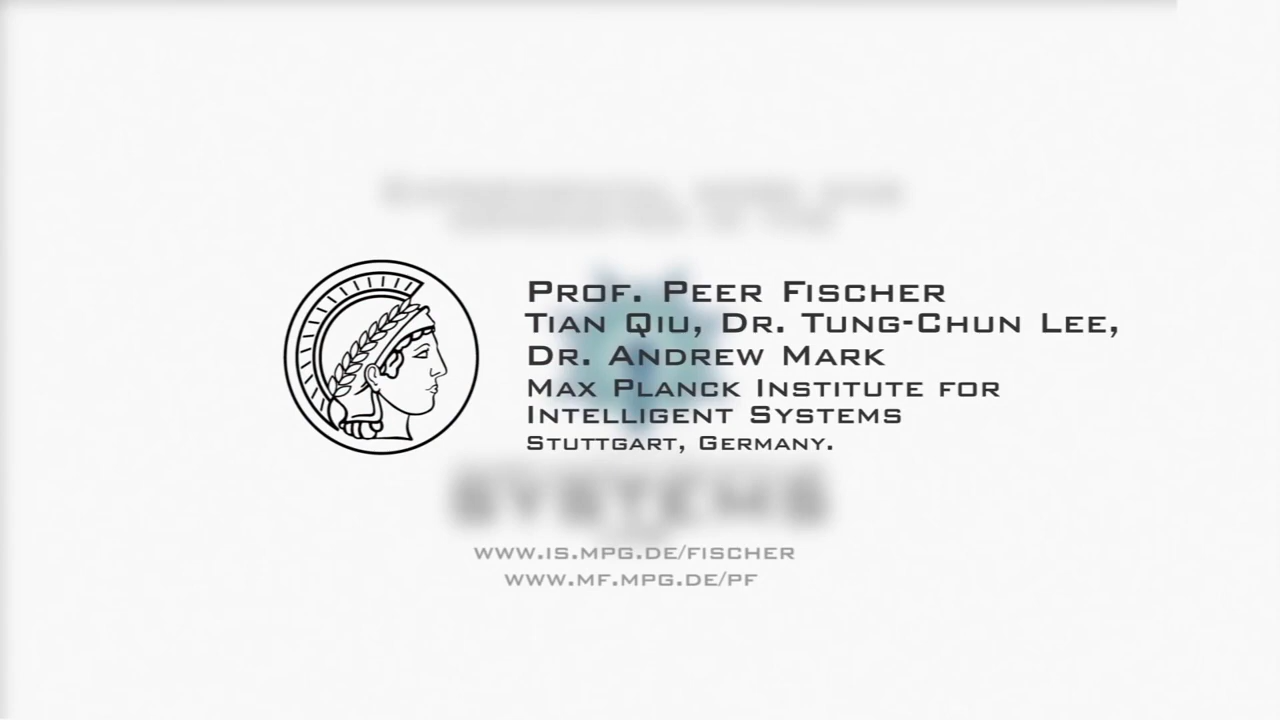 Prof. Peer Fischer
Tian Qiu, Dr. Tung-Chun Lee,
Dr. Andrew Mark
Max Planck Institute for
Intelligent Systems
Stuttgart, Germany.
SYSTEMS
www.is.mpg.de/fischer
www.mf.mpg.de/pf